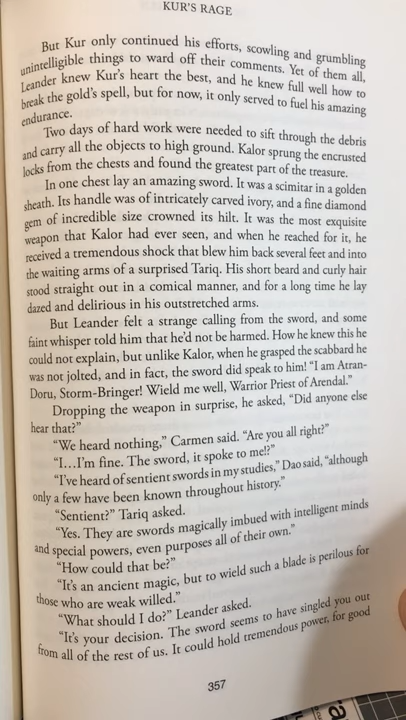 KUR'S RAGE
But Kur only continued his efforts, scowling and grumbling
unintelligible things to ward off their comments. Yet of them all,
Leander knew Kur's heart the best, and he knew full well how to
break the gold's spell, but for now, it only served to fuel his amazing
endurance.
Two days of hard work were needed to sift through the debris
and carry all the objects to high ground. Kalor sprung the encrusted
locks from the chests and found the greatest part of the treasure.
In one chest lay an amazing sword. It was a scimitar in a golden
sheath. Its handle was of intricately carved ivory, and a fine diamond
gem of incredible size crowned its hilt. It was the most exquisite
weapon that Kalor had ever seen, and when he reached for it, he
received a tremendous shock that blew him back several feet and into
the waiting arms of a surprised Tariq. His short beard and curly hair
stood straight out in a comical manner, and for a long time he lay
dazed and delirious in his outstretched arms.
But Leander felt a strange calling from the sword, and some
faint whisper told him that he'd not be harmed. How he knew this he
could not explain, but unlike Kalor, when he grasped the scabbard he
was not jolted, and in fact, the sword did speak to him! "I am Atran-
Doru, Storm-Bringer! Wield me well, Warrior Priest of Arendal."
Dropping the weapon in surprise, he asked, "Did anyone else
hear that?"
"We heard nothing," Carmen said. "Are you all right?"
"I…I'm fine. The sword, it spoke to me!?"
"I've heard of sentient swords in my studies," Dao said, "although
only a few have been known throughout history."
"Sentient?" Tariq asked.
"Yes. They are swords magically imbued with intelligent minds
and special powers, even purposes all of their own."
"How could that be?"
"It's an ancient magic, but to wield such a blade is perilous for
those who are weak willed."
"What should I do?" Leander asked.
"It's your decision. The sword seems to have singled you out
from all of the rest of us. It could hold tremendous power, for good
357